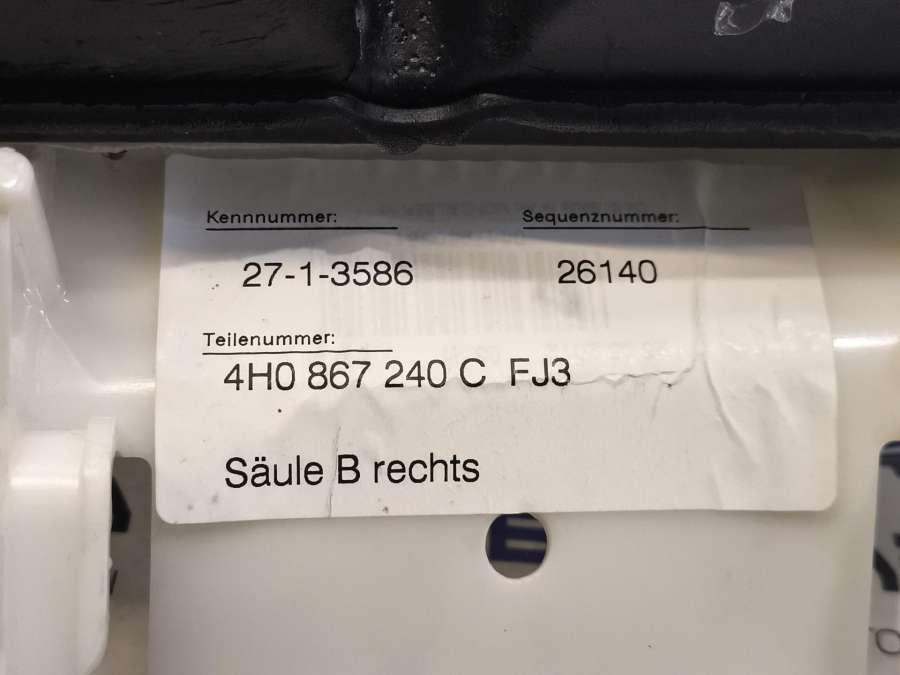 Kennnummer: Sequenznummer:
27-1-3586 26140
Teilenummer:
4H0 867 240 C FJ3
Säule B rechts
E